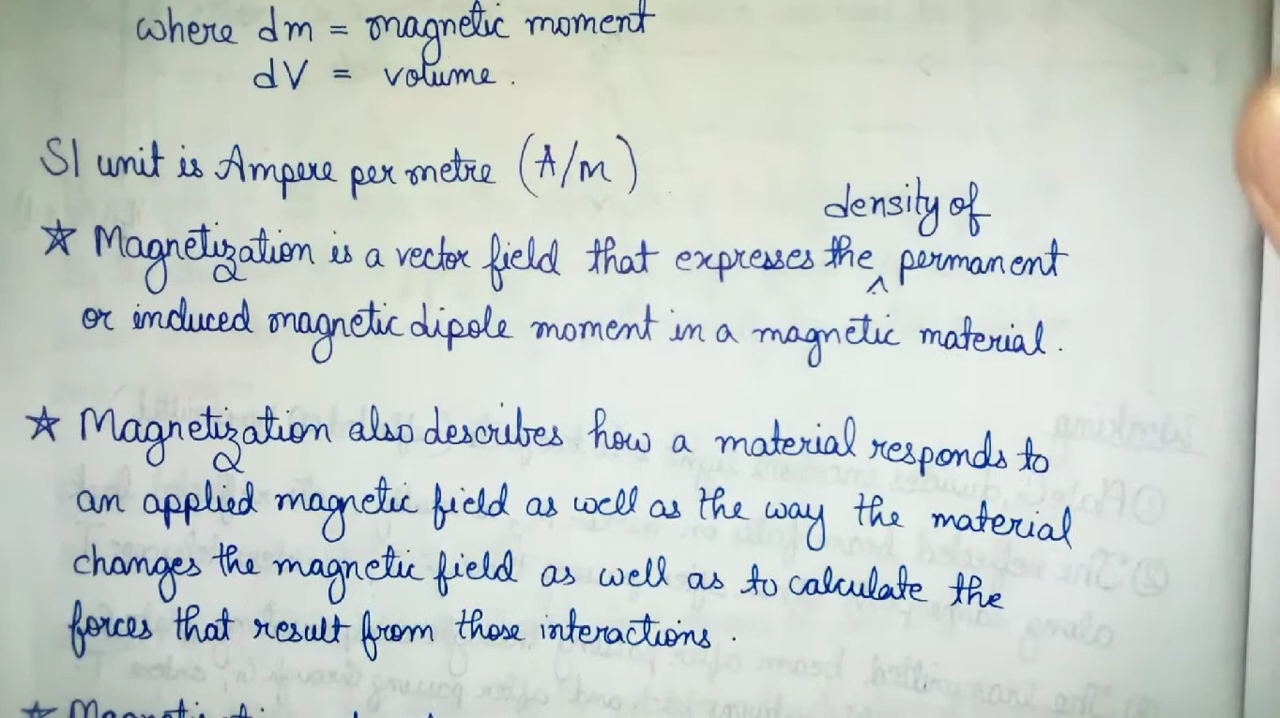 where dm = magnetic moment
dV = volume.
SI unit is Ampere per metre (A/m)
density of
☆ Magnetization is a vector field that expresses the ^ permanent
or induced magnetic dipole moment in a magnetic material.
☆ Magnetization also describes how a material responds to
an applied magnetic field as well as the way the material
changes the magnetic field as well as to calculate the
forces that result from those interactions.